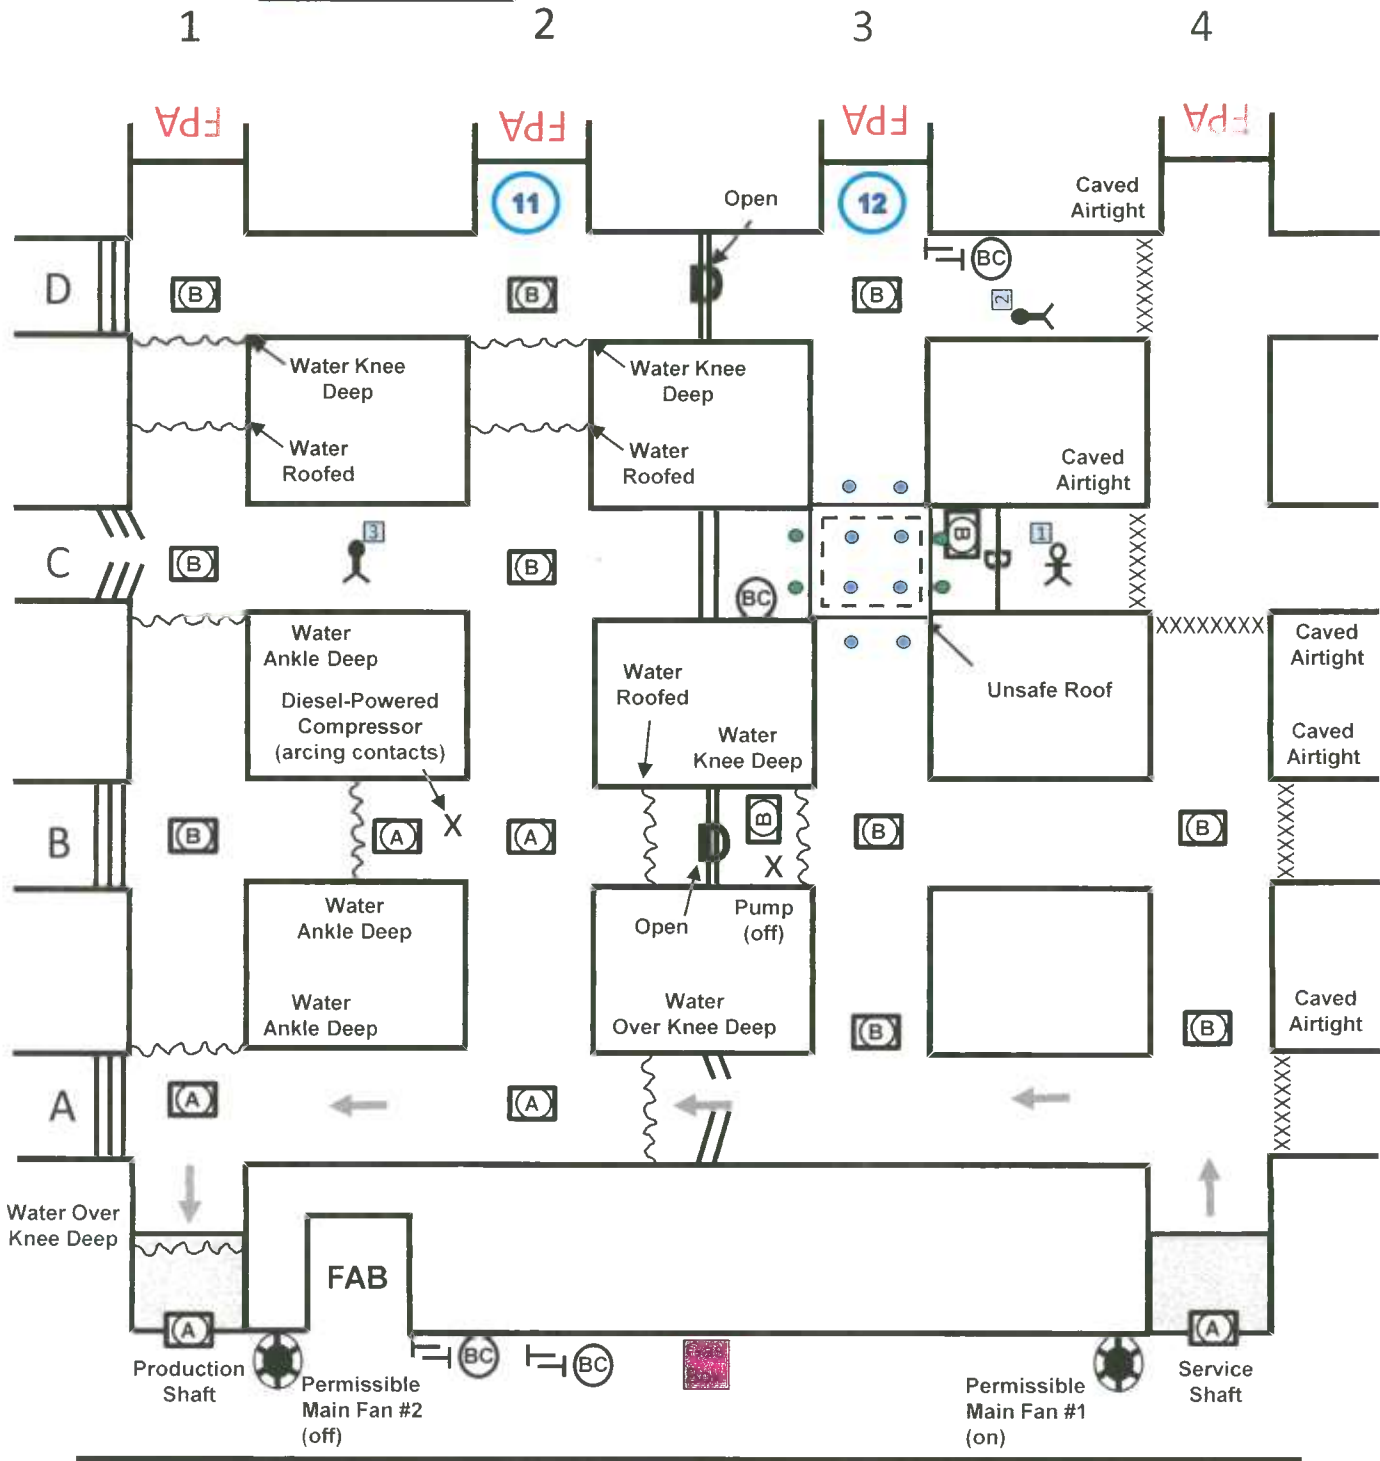 1
2
3
4
FPA
FPA
FPA
FPA
11
12
Open
Caved
Airtight
BC
D
B
B
B
2
Water Knee
Deep
Water Knee
Deep
Water
Roofed
Water
Roofed
Caved
Airtight
C
B
3
B
BC
B
B
1
Water
Ankle Deep
Caved
Airtight
Diesel-Powered
Compressor
(arcing contacts)
Water
Roofed
Unsafe Roof
Water
Knee Deep
Caved
Airtight
B
B
A
X
A
B
X
B
B
Water
Ankle Deep
Open
Pump
(off)
Water
Ankle Deep
Water
Over Knee Deep
B
B
Caved
Airtight
A
A
A
Water Over
Knee Deep
FAB
A
A
Production
Shaft
BC
BC
Service
Shaft
Permissible
Main Fan #2
(off)
Permissible
Main Fan #1
(on)